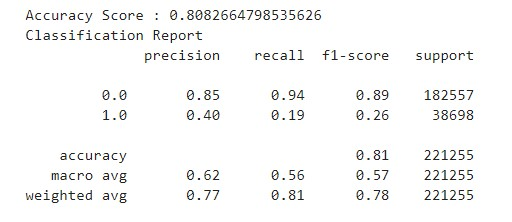 Accuracy Score : 0.8082664798535626
Classification Report
precision recall f1-score support
0.0 0.85 0.94 0.89 182557
1.0 0.40 0.19 0.26 38698
accuracy 0.81 221255
macro avg 0.62 0.56 0.57 221255
weighted avg 0.77 0.81 0.78 221255